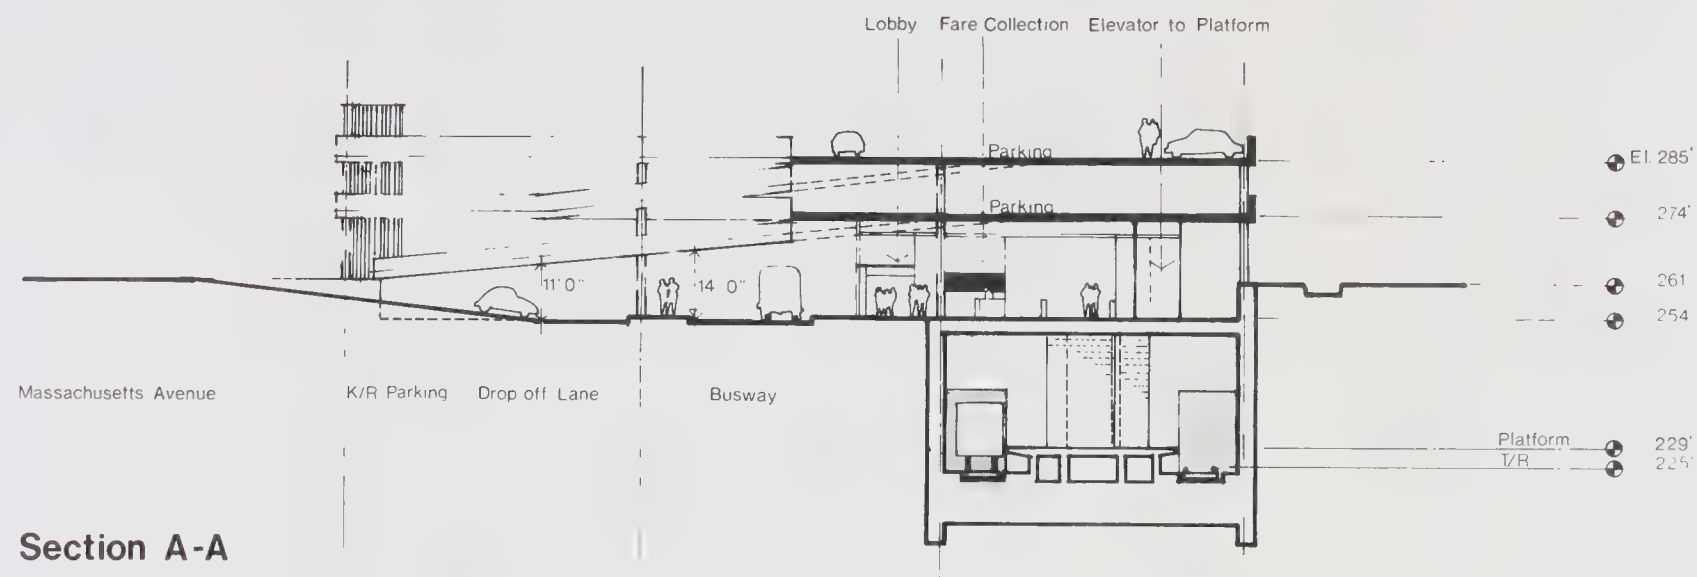 Lobby Fare Collection Elevator to Platform
Parking
El. 285'
Parking
274'
11' 0"
14 0"
261
254
Massachusetts Avenue K/R Parking Drop off Lane Busway
Platform 229'
T/R 225'
Section A-A